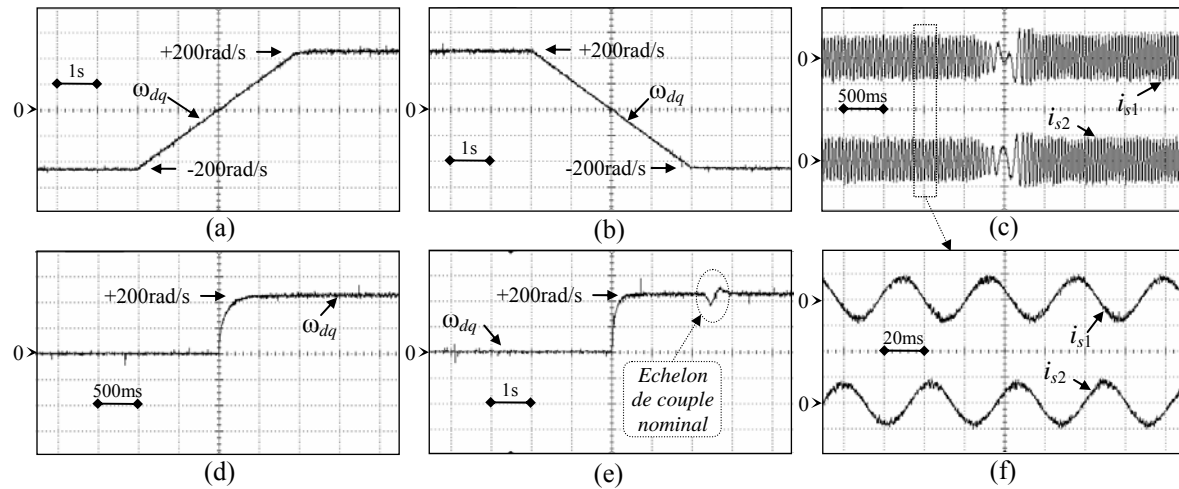 +200rad/s
1s
ω_dq
0
-200rad/s
(a)
+200rad/s
ω_dq
1s
-200rad/s
(b)
0
500ms
i_s1
i_s2
0
(c)
+200rad/s
ω_dq
0
500ms
(d)
+200rad/s
ω_dq
0
1s
Echelon
de couple
nominal
(e)
0
20ms
i_s1
i_s2
0
(f)